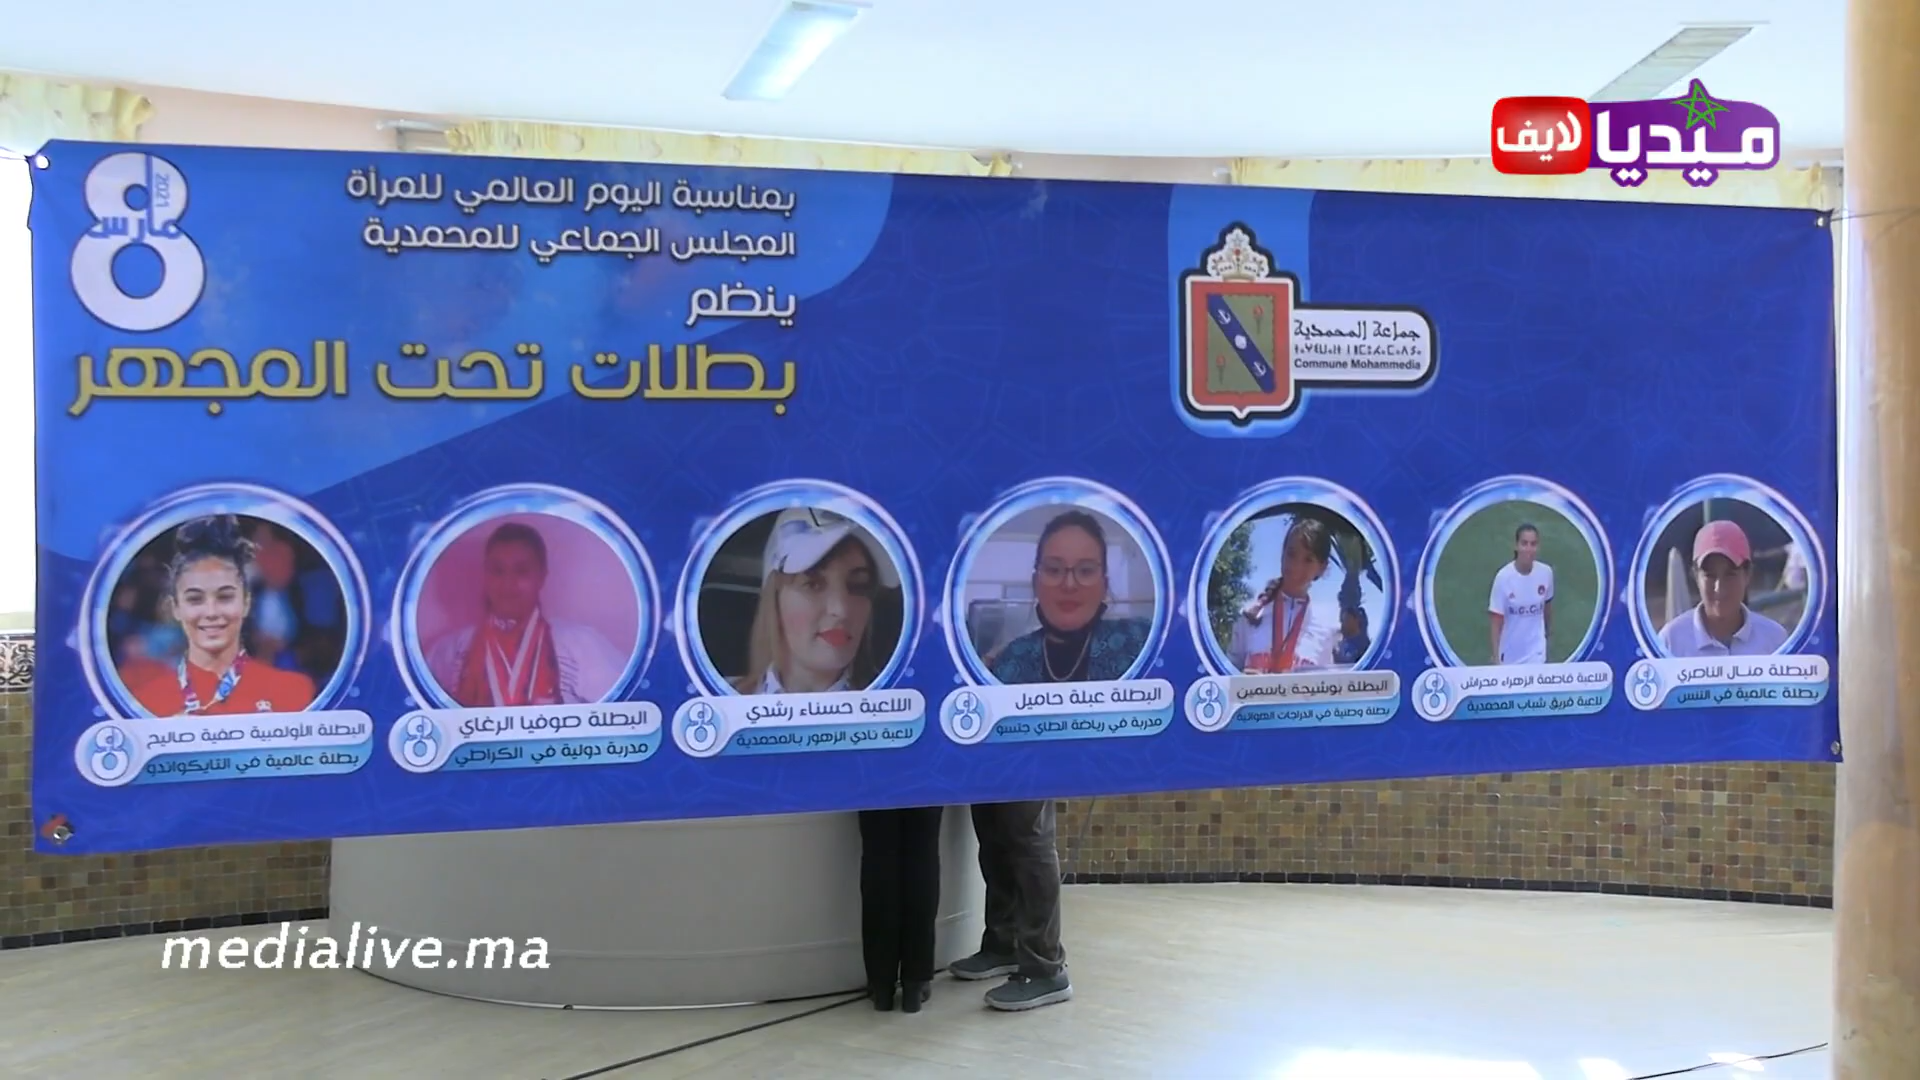 ميديا لايف
8 مارس 2021
بمناسبة اليوم العالمي للمرأة
المجلس الجماعي للمحمدية
ينظم
بطلات تحت المجهر
جماعة المحمدية
Commune Mohammedia
البطلة الأولمبية صفية صاليح
بطلة عالمية في التايكواندو
البطلة صوفيا الرغاي
مدربة دولية في الكراطي
اللاعبة حسناء رشدي
لاعبة نادي الزهور بالمحمدية
البطلة عبلة حاميل
مدربة في رياضة الطاي جتسو
البطلة بوشيحة ياسمين
بطلة وطنية في الدراجات الهوائية
اللاعبة فاطمة الزهراء محراش
لاعبة فريق شباب المحمدية
البطلة منال الناصري
بطلة عالمية في التنس
medialive.ma